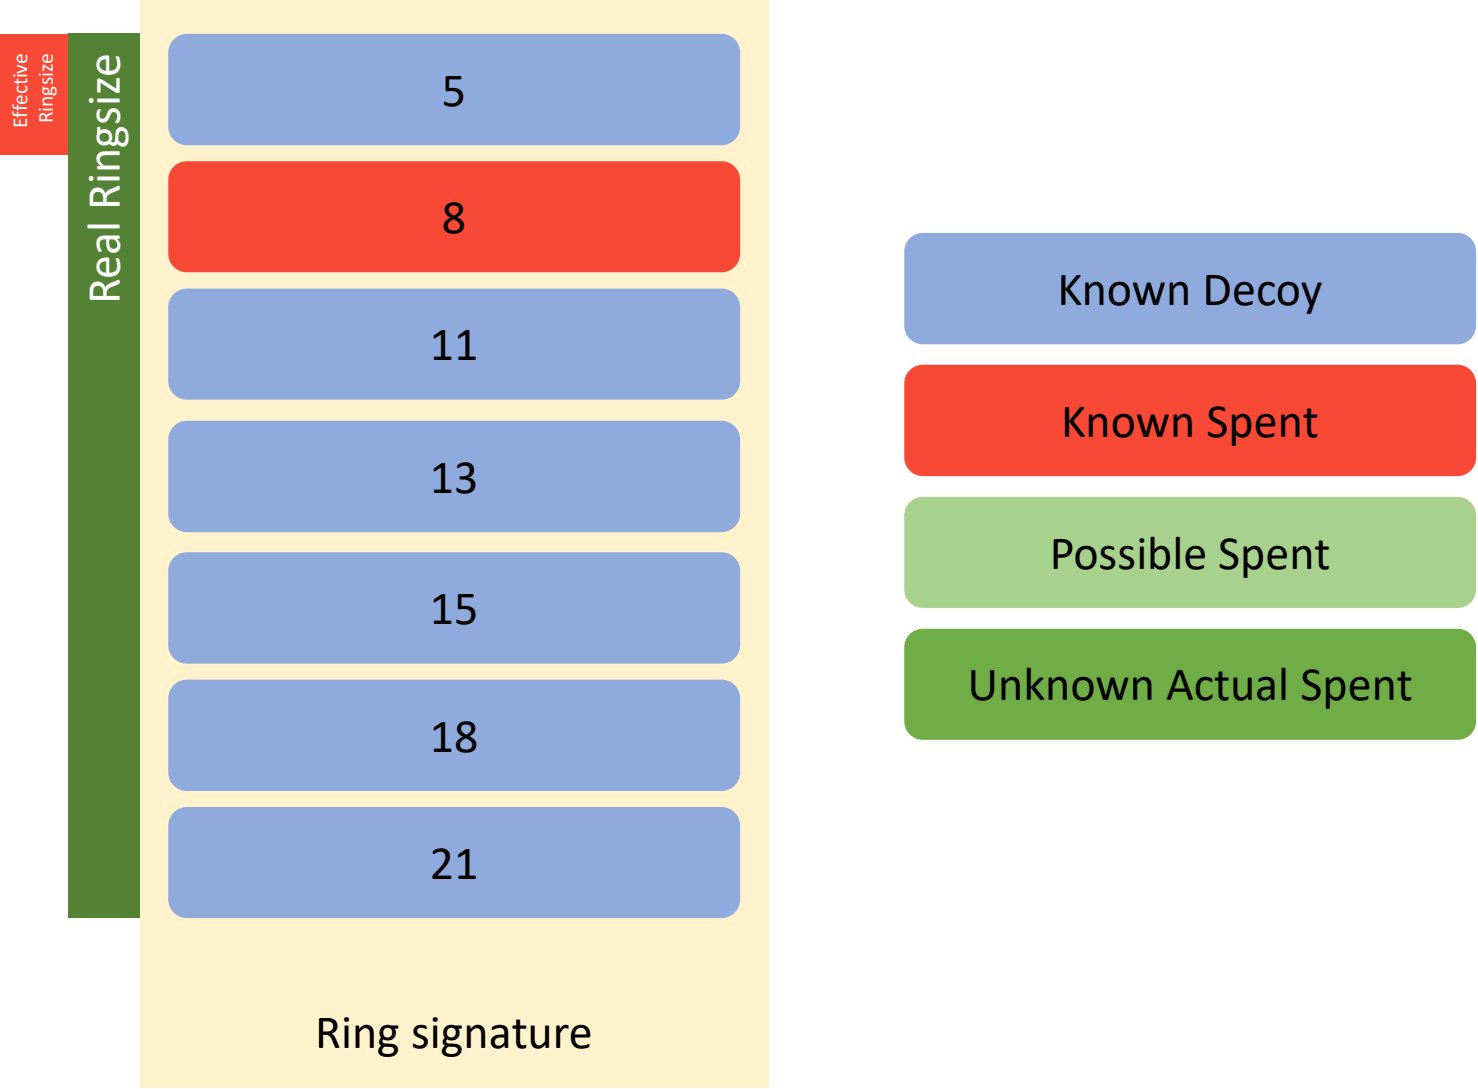 Effective
Ringsize
Real Ringsize
5
8
11
13
15
18
21
Ring signature
Known Decoy
Known Spent
Possible Spent
Unknown Actual Spent